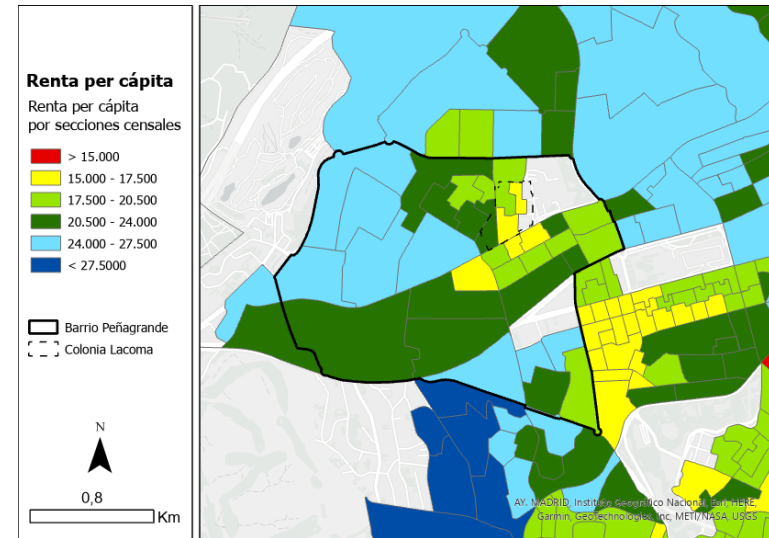 Renta per cápita
Renta per cápita
por secciones censales
> 15.000
15.000 - 17.500
17.500 - 20.500
20.500 - 24.000
24.000 - 27.500
< 27.5000
Barrio Peñagrande
Colonia Lacoma
N
0,8
Km
AY. MADRID, Instituto Geográfico Nacional, Esri, HERE,
Garmin, GeoTechnologies, Inc, METI/NASA, USGS